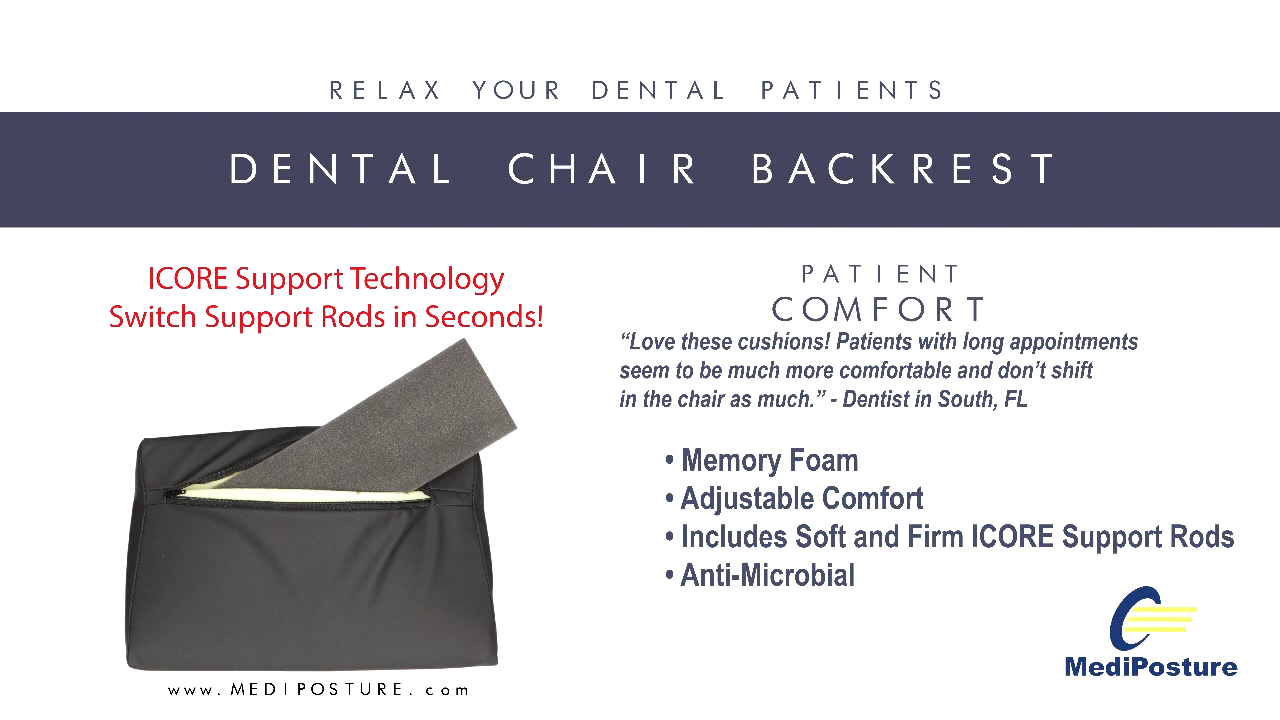 RELAX YOUR DENTAL PATIENTS
DENTAL CHAIR BACKREST
ICORE Support Technology
Switch Support Rods in Seconds!
PATIENT
COMFORT
“Love these cushions! Patients with long appointments
seem to be much more comfortable and don’t shift
in the chair as much.” - Dentist in South, FL
• Memory Foam
• Adjustable Comfort
• Includes Soft and Firm ICORE Support Rods
• Anti-Microbial
MediPosture
www.MEDIPOSTURE.com